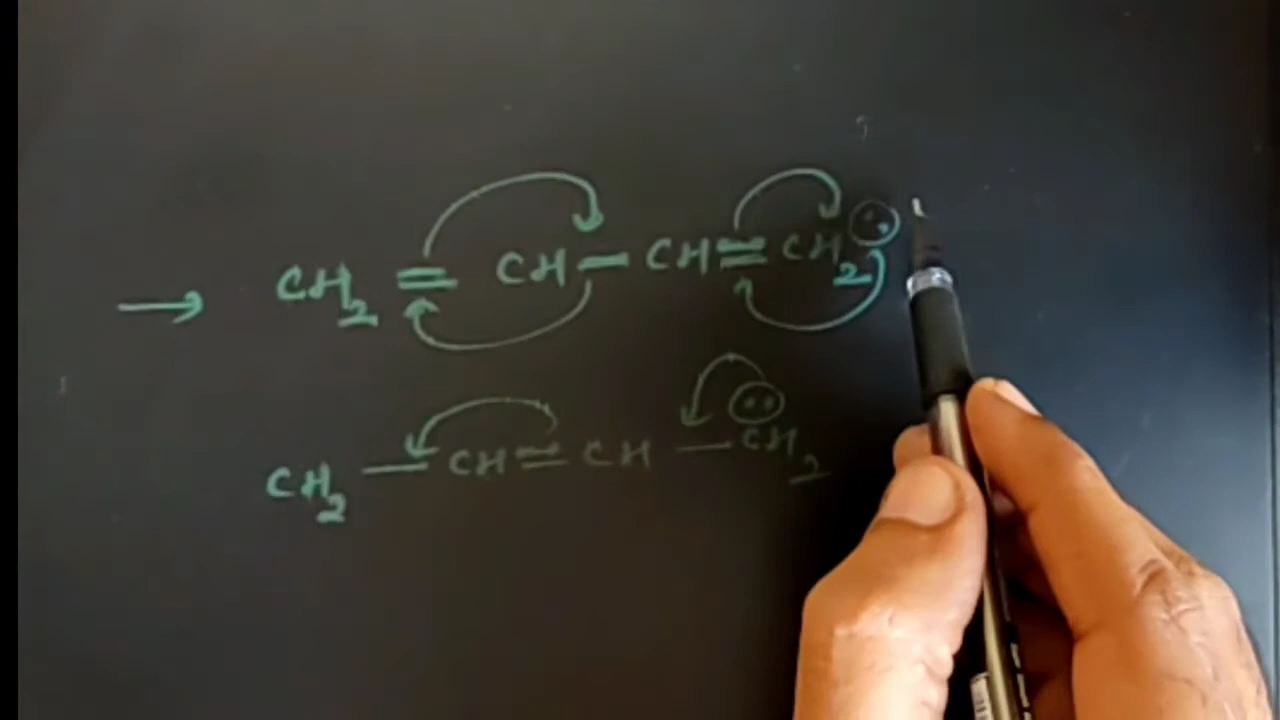 → CH₂ = CH – CH = CH₂ :
CH₂ – CH = CH – CH₂